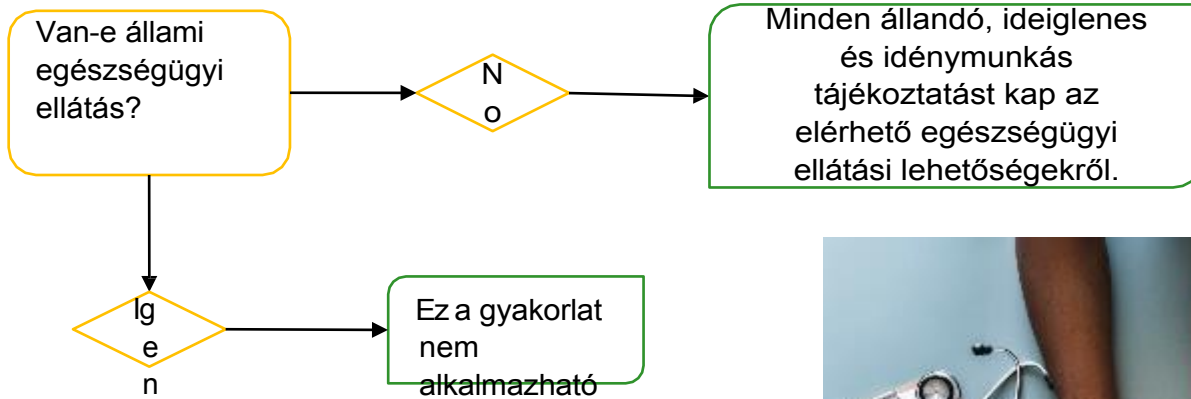 Van-e állami
egészségügyi
ellátás?
N
o
Minden állandó, ideiglenes
és idénymunkás
tájékoztatást kap az
elérhető egészségügyi
ellátási lehetőségekről.
Ig
e
n
Ez a gyakorlat
nem
alkalmazható